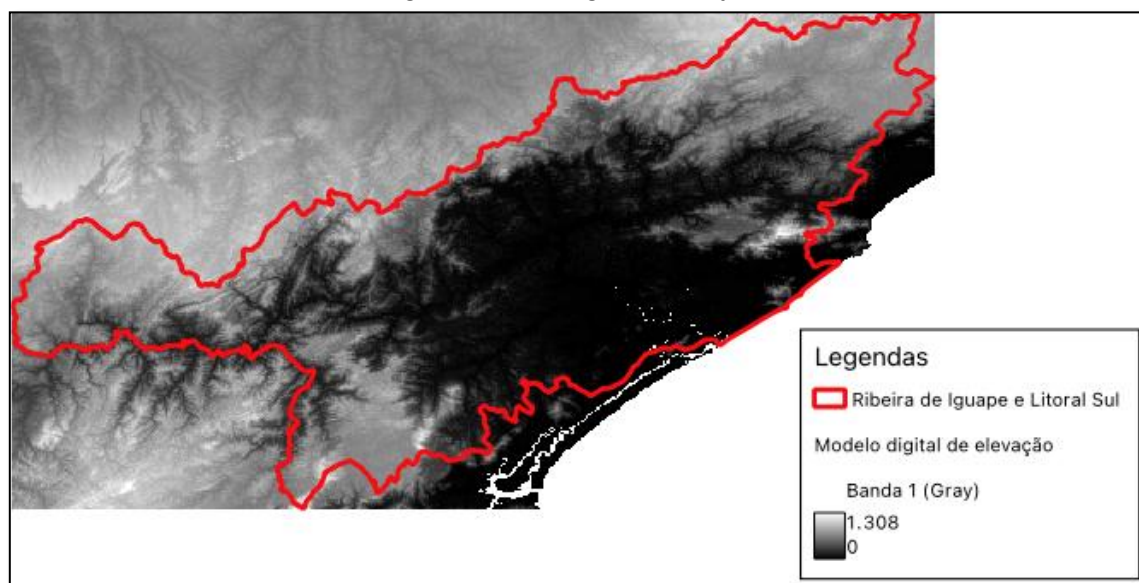 Legendas
Ribeira de Iguape e Litoral Sul
Modelo digital de elevação
Banda 1 (Gray)
1.308
0